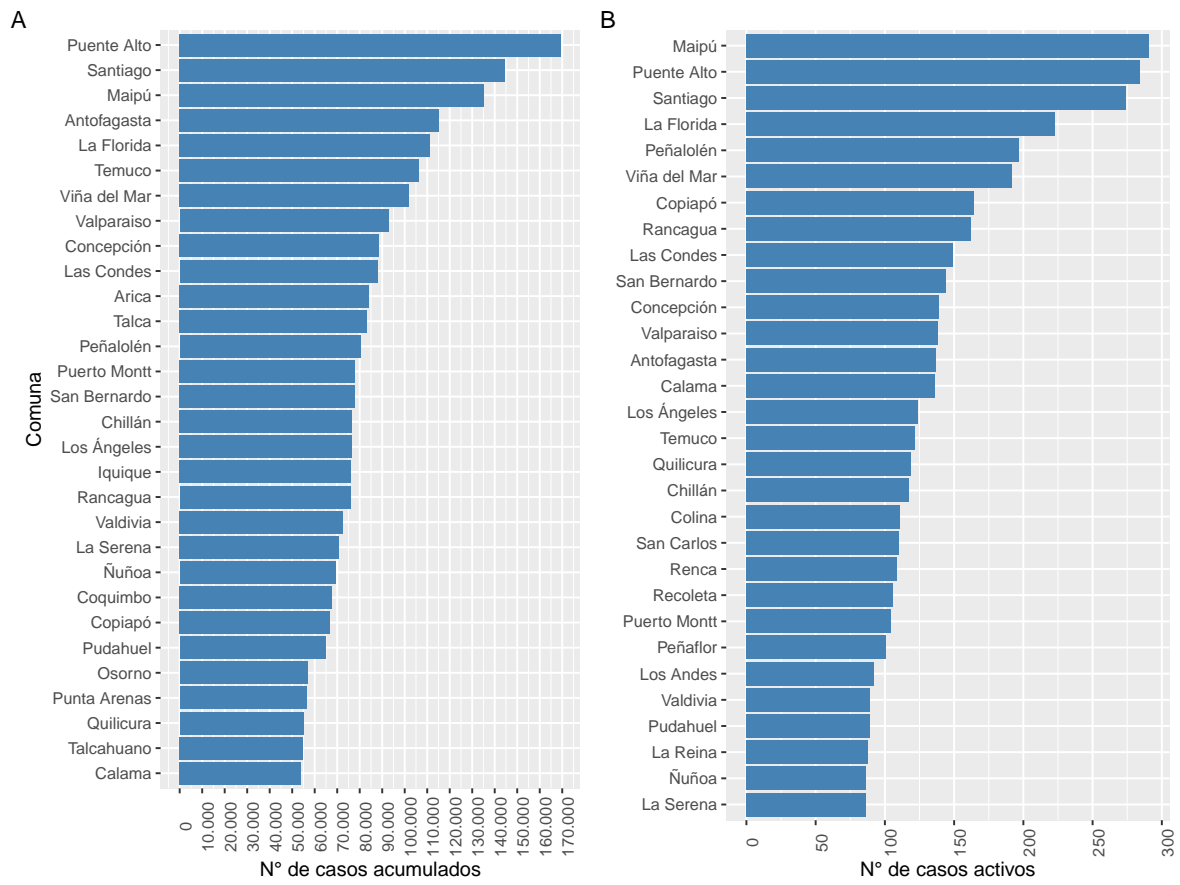 A
Puente Alto
Santiago
Maipú
Antofagasta
La Florida
Temuco
Viña del Mar
Valparaiso
Concepción
Las Condes
Arica
Talca
Peñalolén
Puerto Montt
San Bernardo
Chillán
Los Ángeles
Iquique
Rancagua
Valdivia
La Serena
Ñuñoa
Coquimbo
Copiapó
Pudahuel
Osorno
Punta Arenas
Quilicura
Talcahuano
Calama
Comuna
0
10.000
20.000
30.000
40.000
50.000
60.000
70.000
80.000
90.000
100.000
110.000
120.000
130.000
140.000
150.000
160.000
170.000
N° de casos acumulados
B
Maipú
Puente Alto
Santiago
La Florida
Peñalolén
Viña del Mar
Copiapó
Rancagua
Las Condes
San Bernardo
Concepción
Valparaiso
Antofagasta
Calama
Los Ángeles
Temuco
Quilicura
Chillán
Colina
San Carlos
Renca
Recoleta
Puerto Montt
Peñaflor
Los Andes
Valdivia
Pudahuel
La Reina
Ñuñoa
La Serena
0
50
100
150
200
250
300
N° de casos activos